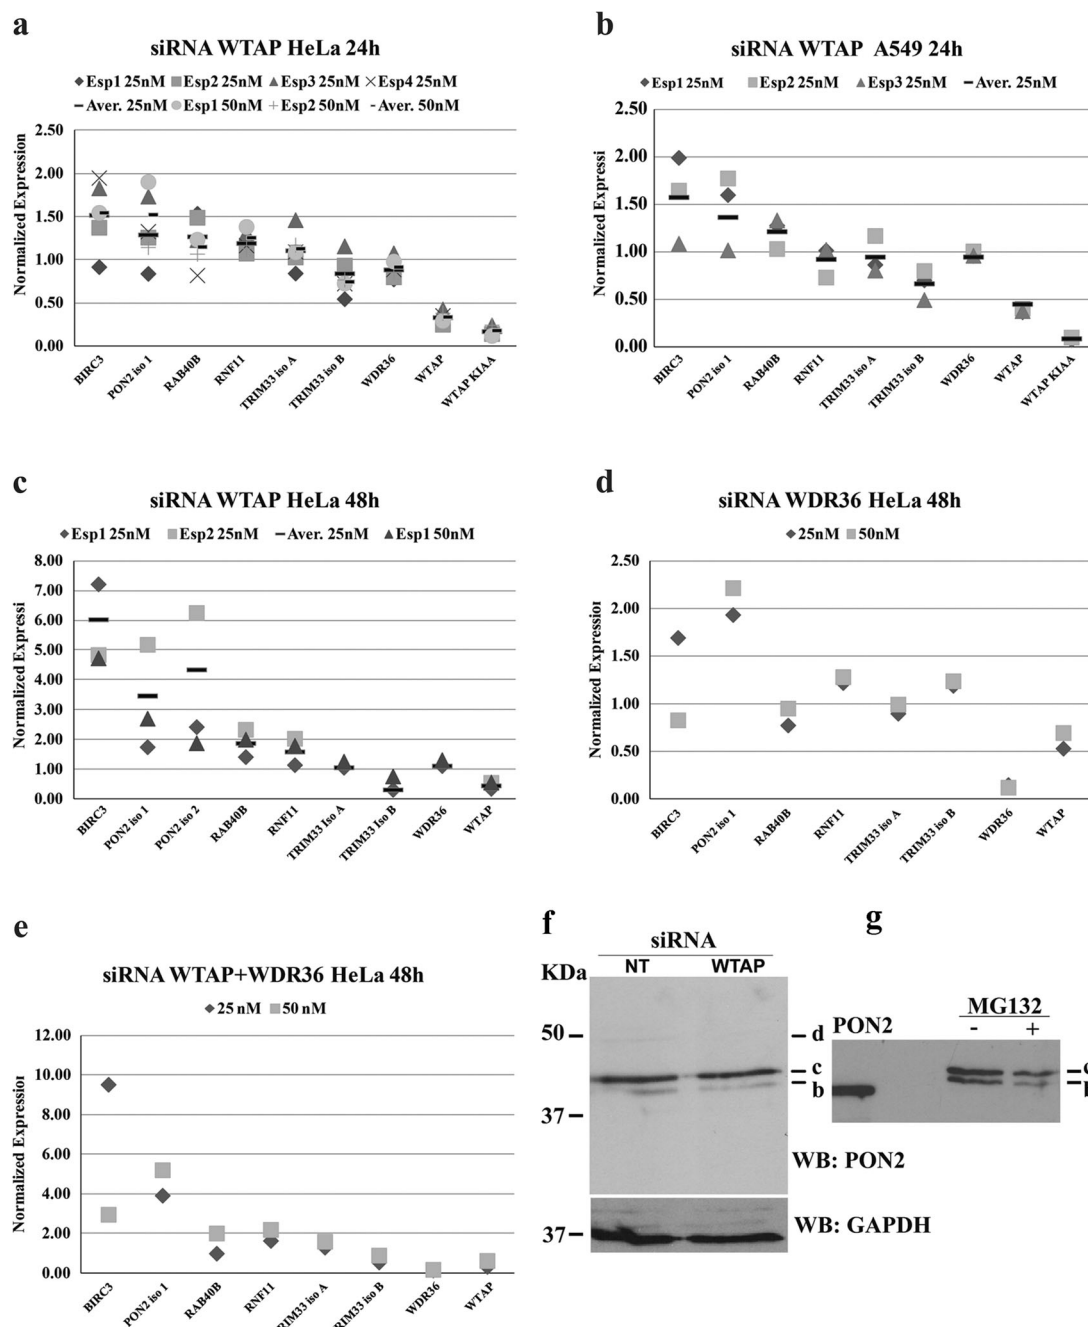 a
siRNA WTAP HeLa 24h
Esp1 25nM Esp2 25nM Esp3 25nM Esp4 25nM
Aver. 25nM Esp1 50nM Esp2 50nM Aver. 50nM
Normalized Expression
2.50
2.00
1.50
1.00
0.50
0.00
BIRC3
PON2 iso 1
RAB40B
RNF11
TRIM33 iso A
TRIM33 iso B
WDR36
WTAP
WTAP KIAA
b
siRNA WTAP A549 24h
Esp1 25nM Esp2 25nM Esp3 25nM Aver. 25nM
Normalized Expressi
2.50
2.00
1.50
1.00
0.50
0.00
BIRC3
PON2 iso 1
RAB40B
RNF11
TRIM33 iso A
TRIM33 iso B
WDR36
WTAP
WTAP KIAA
c
siRNA WTAP HeLa 48h
Esp1 25nM Esp2 25nM Aver. 25nM Esp1 50nM
Normalized Expressi
8.00
7.00
6.00
5.00
4.00
3.00
2.00
1.00
0.00
BIRC3
PON2 iso 1
PON2 iso 2
RAB40B
RNF11
TRIM33 Iso A
TRIM33 Iso B
WDR36
WTAP
d
siRNA WDR36 HeLa 48h
25nM 50nM
Normalized Expression
2.50
2.00
1.50
1.00
0.50
0.00
BIRC3
PON2 iso 1
RAB40B
RNF11
TRIM33 iso A
TRIM33 iso B
WDR36
WTAP
e
siRNA WTAP+WDR36 HeLa 48h
25 nM 50 nM
Normalized Expression
12.00
10.00
8.00
6.00
4.00
2.00
0.00
BIRC3
PON2 iso 1
RAB40B
RNF11
TRIM33 iso A
TRIM33 iso B
WDR36
WTAP
f
siRNA
KDa NT WTAP
50 d
c
b
37
WB: PON2
37 WB: GAPDH
g
MG132
PON2 - +